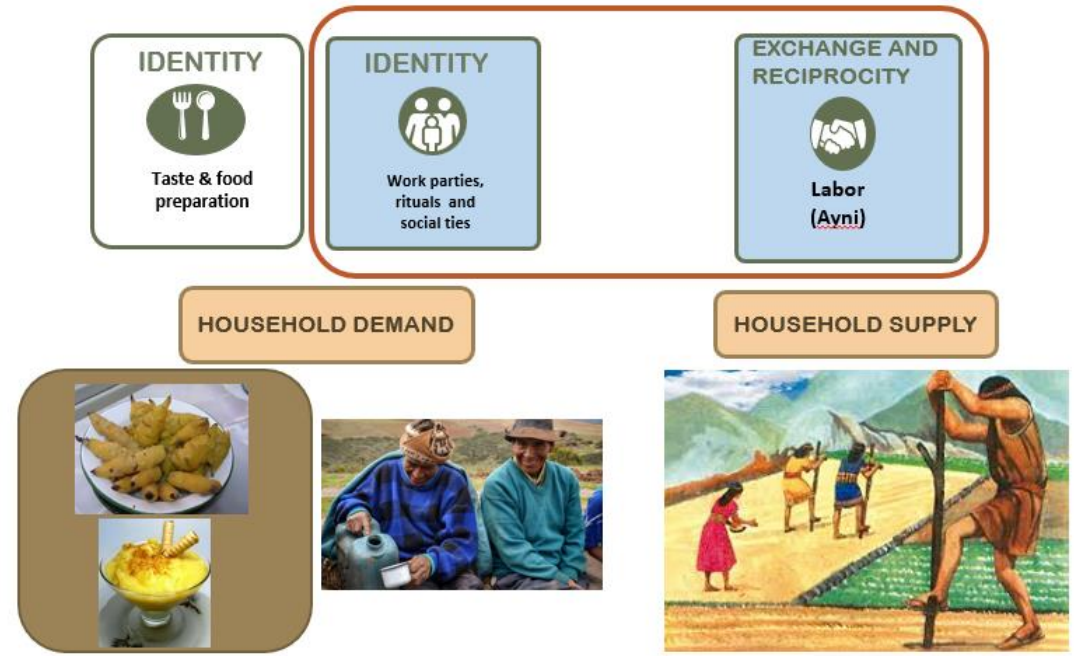 IDENTITY
Taste & food
preparation
IDENTITY
Work parties,
rituals and
social ties
EXCHANGE AND
RECIPROCITY
Labor
(Ayni)
HOUSEHOLD DEMAND
HOUSEHOLD SUPPLY